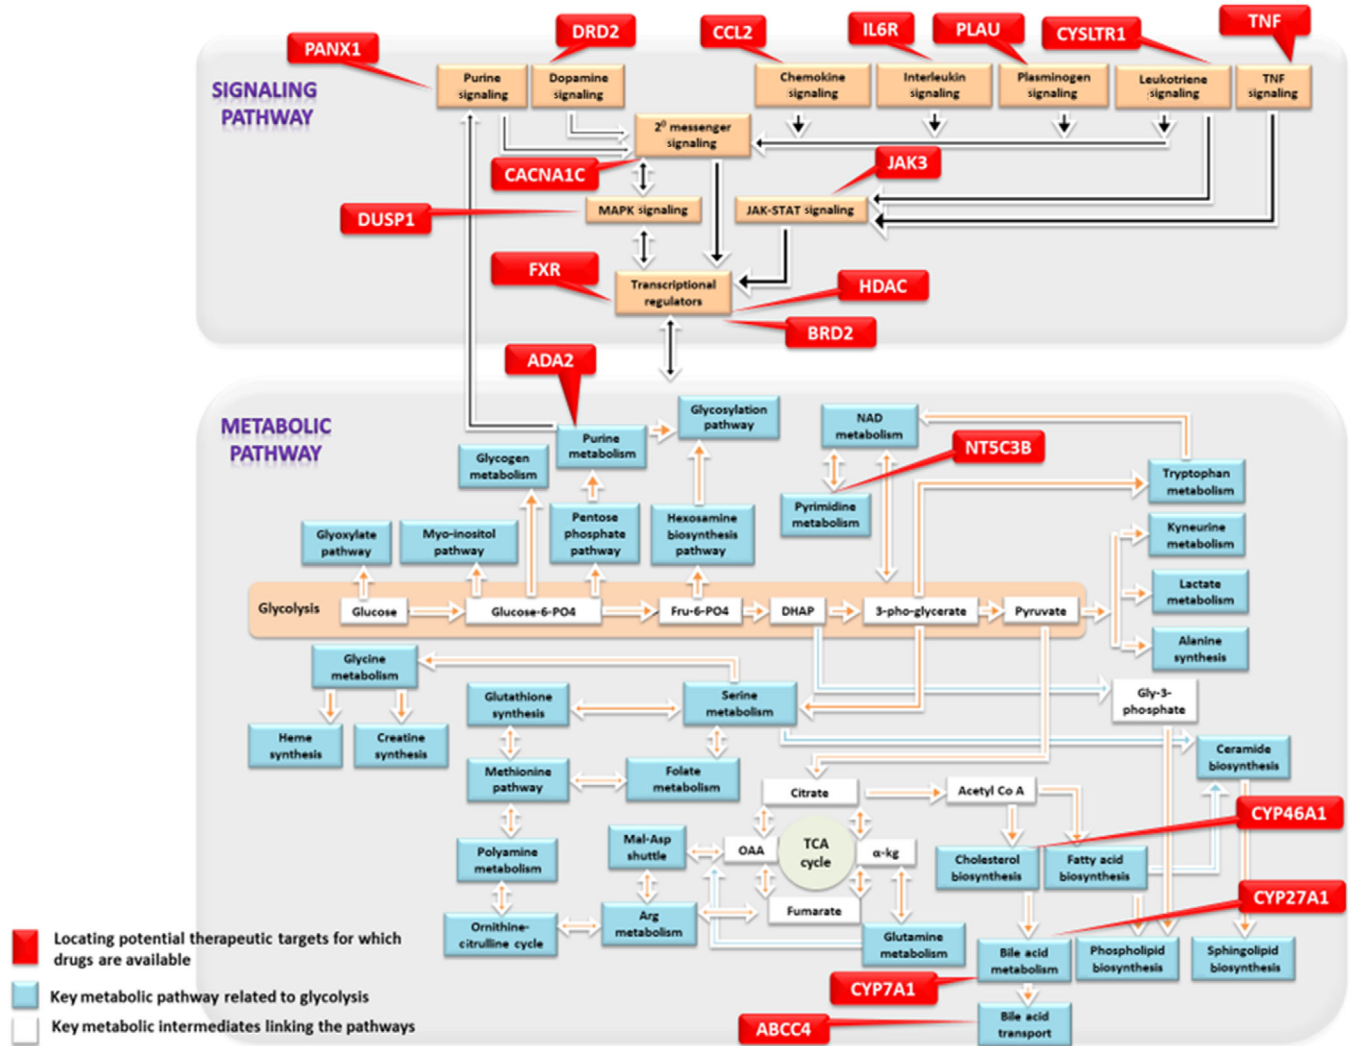 PANX1
DRD2
CCL2
IL6R
PLAU
CYSLTR1
TNF
SIGNALING
PATHWAY
Purine
signaling
Dopamine
signaling
Chemokine
signaling
Interleukin
signaling
Plasminogen
signaling
Leukotriene
signaling
TNF
signaling
2⁰ messenger
signaling
CACNA1C
JAK3
DUSP1
MAPK signaling
JAK-STAT signaling
FXR
Transcriptional
regulators
HDAC
BRD2
ADA2
METABOLIC
PATHWAY
Glycosylation
pathway
NAD
metabolism
Purine
metabolism
Glycogen
metabolism
NT5C3B
Tryptophan
metabolism
Pyrimidine
metabolism
Glyoxylate
pathway
Myo-inositol
pathway
Pentose
phosphate
pathway
Hexosamine
biosynthesis
pathway
Kyneurine
metabolism
Lactate
metabolism
Alanine
synthesis
Glycolysis
Glucose
Glucose-6-PO4
Fru-6-PO4
DHAP
3-pho-glycerate
Pyruvate
Glycine
metabolism
Glutathione
synthesis
Serine
metabolism
Gly-3-
phosphate
Heme
synthesis
Creatine
synthesis
Methionine
pathway
Folate
metabolism
Ceramide
biosynthesis
Citrate
Acetyl Co A
CYP46A1
Polyamine
metabolism
Mal-Asp
shuttle
OAA
TCA
cycle
α-kg
Cholesterol
biosynthesis
Fatty acid
biosynthesis
CYP27A1
Fumarate
Ornithine-
citrulline cycle
Arg
metabolism
Glutamine
metabolism
Bile acid
metabolism
Phospholipid
biosynthesis
Sphingolipid
biosynthesis
CYP7A1
ABCC4
Bile acid
transport
Locating potential therapeutic targets for which
drugs are available
Key metabolic pathway related to glycolysis
Key metabolic intermediates linking the pathways